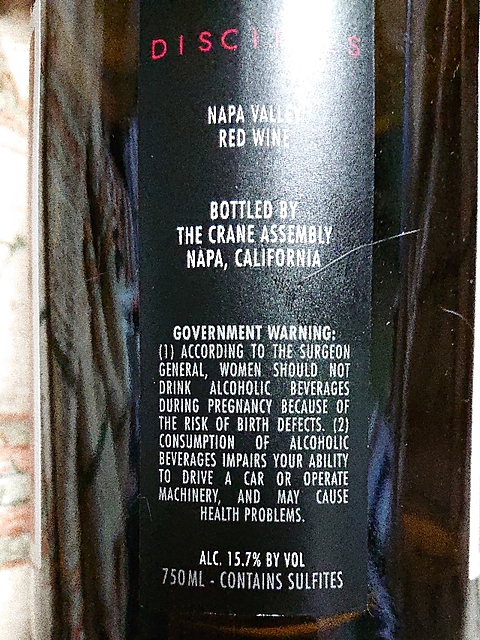 NAPA VALLEY
RED WINE
BOTTLED BY
THE CRANE ASSEMBLY
NAPA, CALIFORNIA
GOVERNMENT WARNING:
(1) ACCORDING TO THE SURGEON
GENERAL, WOMEN SHOULD NOT
DRINK ALCOHOLIC BEVERAGES
DURING PREGNANCY BECAUSE OF
THE RISK OF BIRTH DEFECTS. (2)
CONSUMPTION OF ALCOHOLIC
BEVERAGES IMPAIRS YOUR ABILITY
TO DRIVE A CAR OR OPERATE
MACHINERY, AND MAY CAUSE
HEALTH PROBLEMS.
ALC. 15.7% BY VOL
750ML - CONTAINS SULFITES